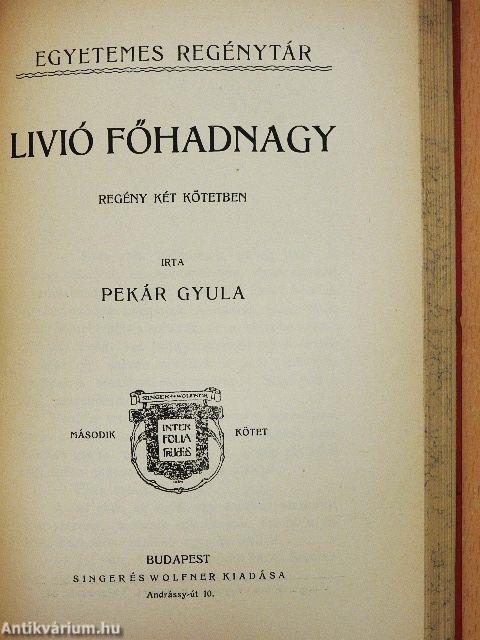 EGYETEMES REGÉNYTÁR
LIVIÓ FŐHADNAGY
REGÉNY KÉT KÖTETBEN
IRTA
PEKÁR GYULA
SINGER ÉS WOLFNER
MÁSODIK
KÖTET
INTER
FOLIA
FRUCTUS
BUDAPEST
SINGER ÉS WOLFNER KIADÁSA
Andrássy-út 10.
Antikvárium.hu